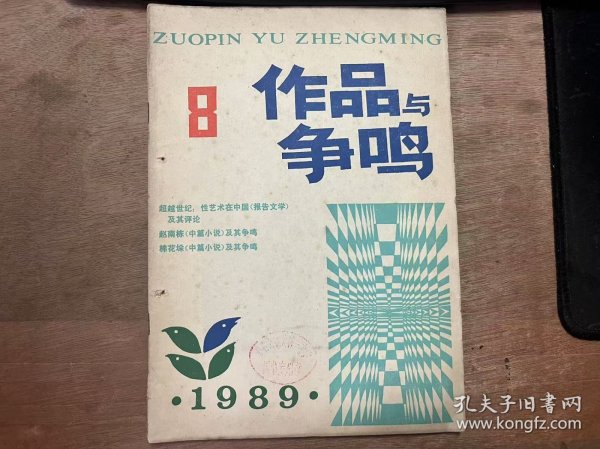 ZUOPIN YU ZHENGMING
8
作品与
争鸣
超越世纪:性艺术在中国(报告文学)
及其评论
赵南栋(中篇小说)及其争鸣
棉花垛(中篇小说)及其争鸣
·1989·
孔夫子旧书网
www.kongfz.com